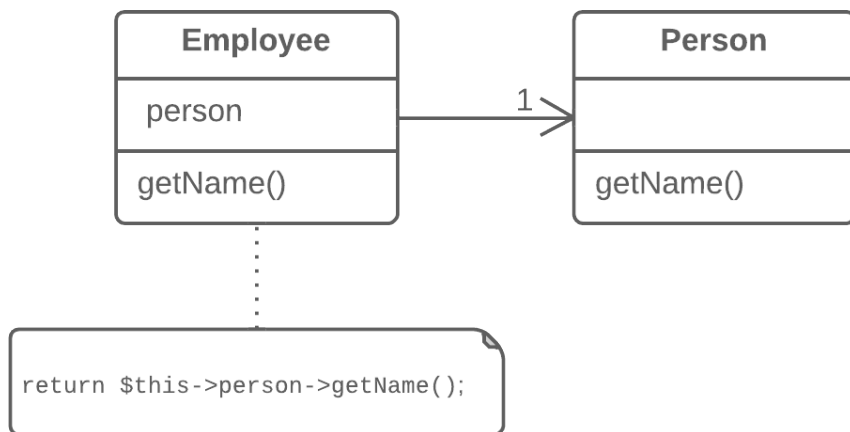 Employee
person
getName()
1
Person
getName()
return $this->person->getName();